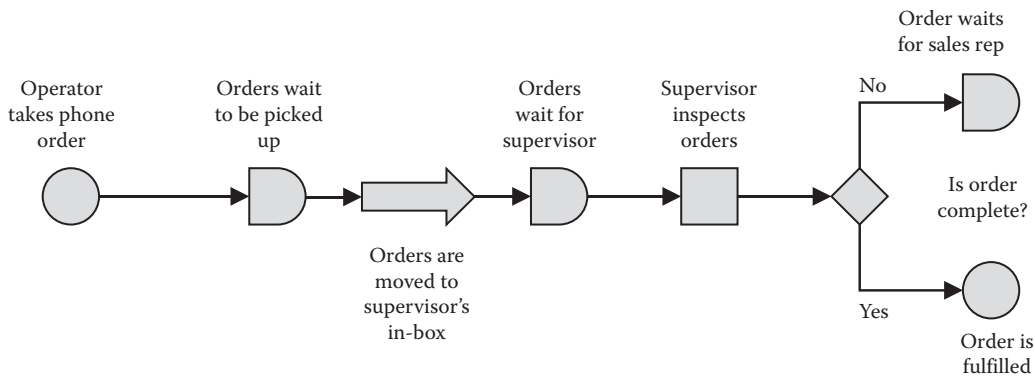 Operator
takes phone
order
Orders wait
to be picked
up
Orders are
moved to
supervisor's
in-box
Orders
wait for
supervisor
Supervisor
inspects
orders
Is order
complete?
No
Order waits
for sales rep
Yes
Order is
fulfilled